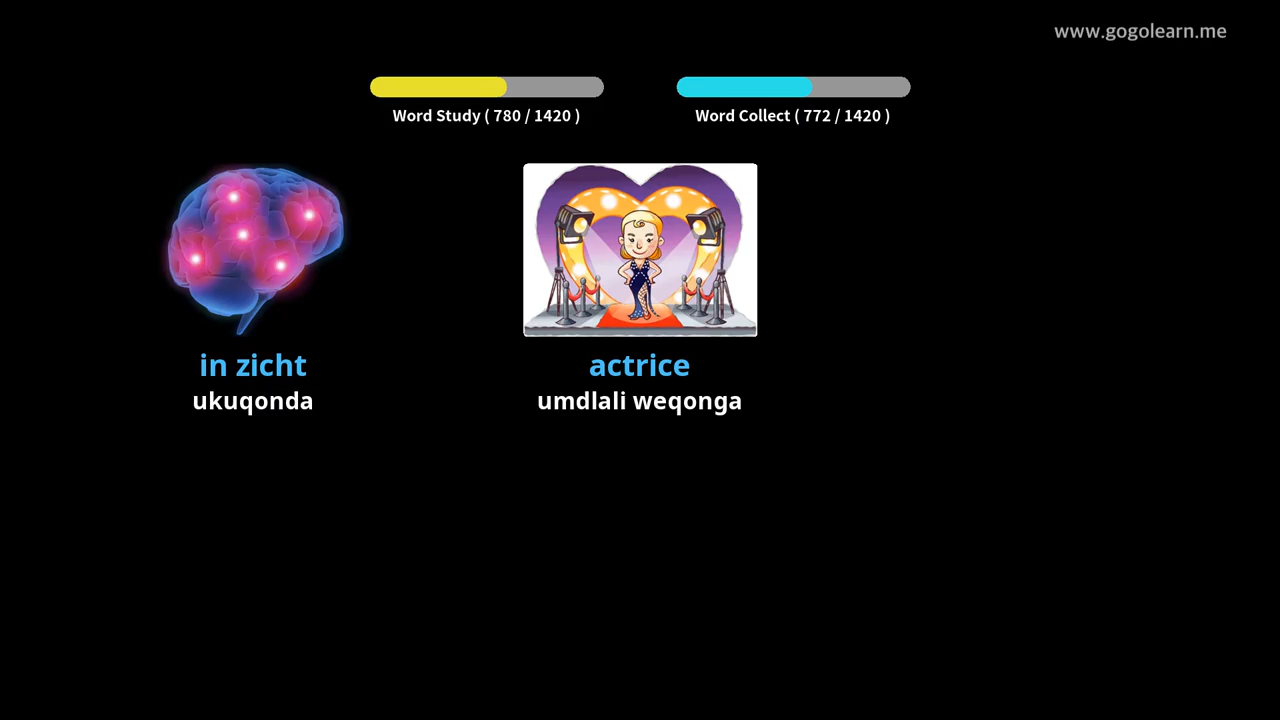 www.gogolearn.me
Word Study ( 780 / 1420 )
Word Collect ( 772 / 1420 )
in zicht
ukuqonda
actrice
umdlali weqonga